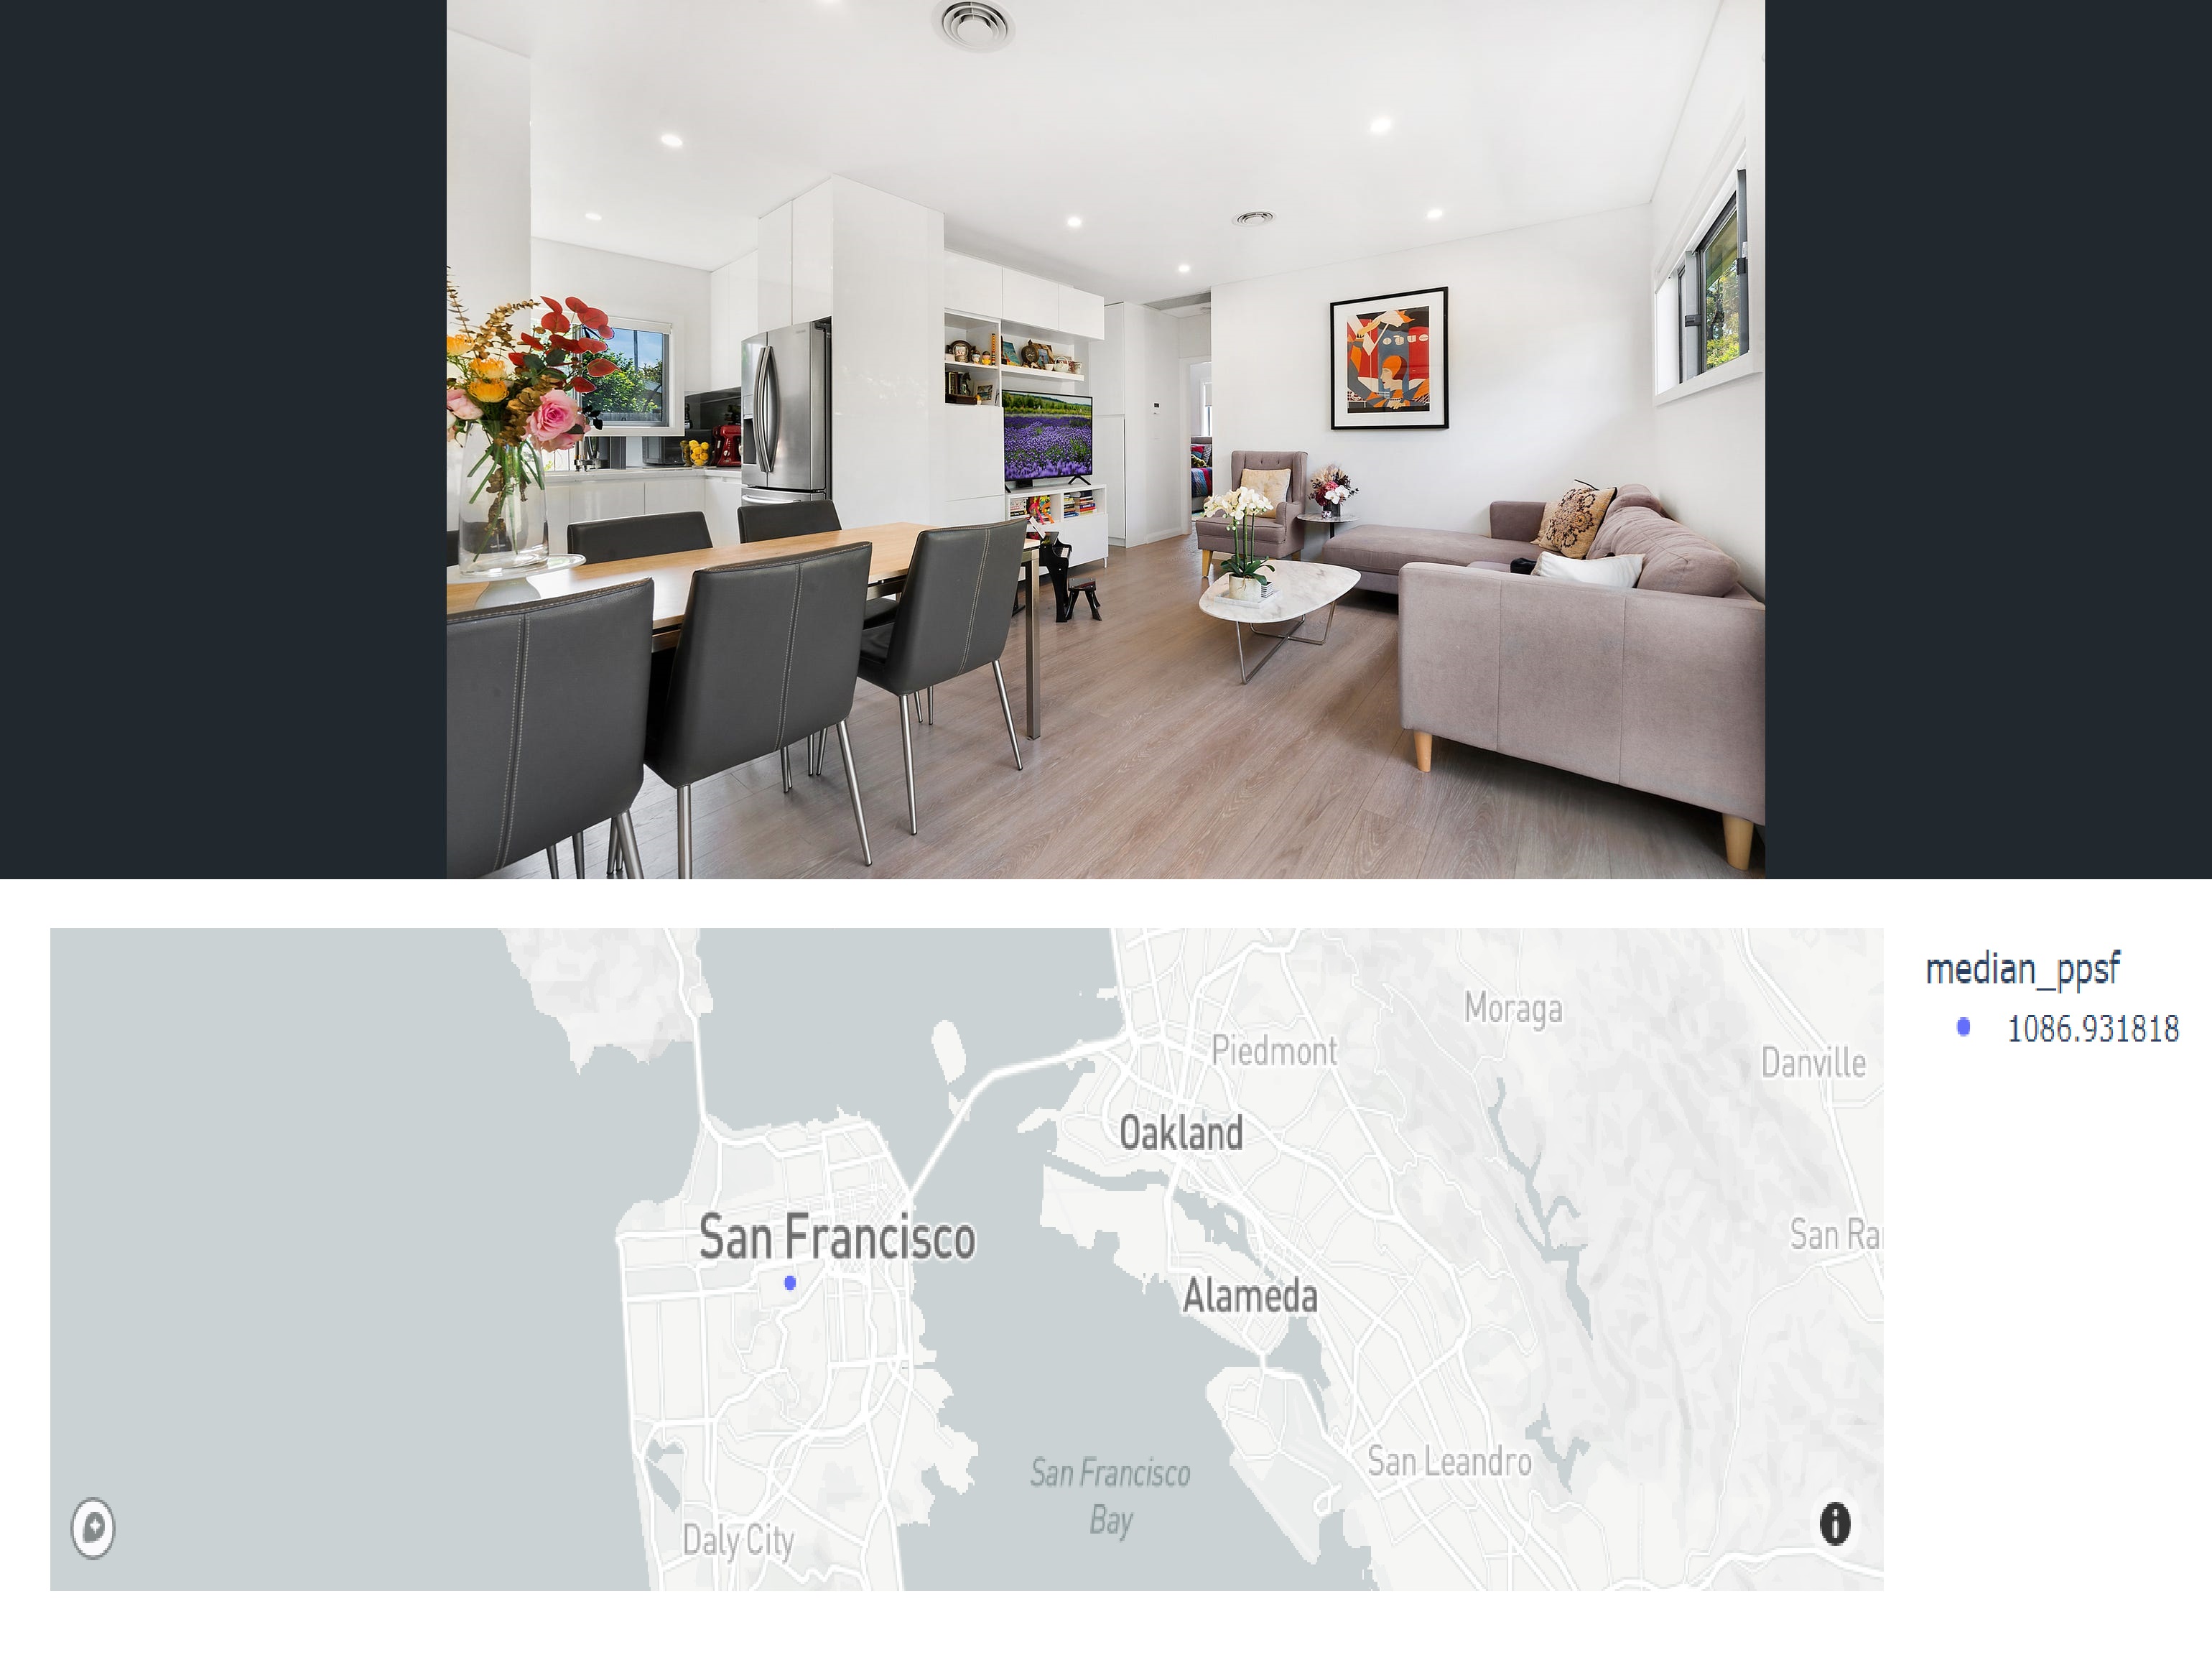 median_ppsf
1086.931818
Moraga
Piedmont
Danville
Oakland
San Francisco
San Ra
Alameda
San Leandro
San Francisco
Bay
Daly City